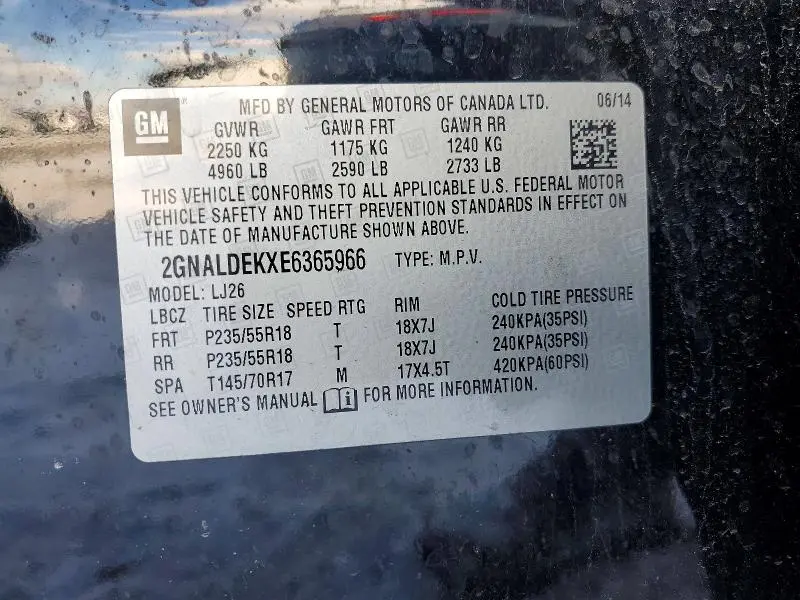 GM MFD BY GENERAL MOTORS OF CANADA LTD. 06/14
GVWR GAWR FRT GAWR RR
2250 KG 1175 KG 1240 KG
4960 LB 2590 LB 2733 LB
THIS VEHICLE CONFORMS TO ALL APPLICABLE U.S. FEDERAL MOTOR
VEHICLE SAFETY AND THEFT PREVENTION STANDARDS IN EFFECT ON
THE DATE OF MANUFACTURE SHOWN ABOVE.
2GNALDEKXE6365966 TYPE: M.P.V.
MODEL: LJ26
LBCZ TIRE SIZE SPEED RTG RIM COLD TIRE PRESSURE
FRT P235/55R18 T 18X7J 240KPA(35PSI)
RR P235/55R18 T 18X7J 240KPA(35PSI)
SPA T145/70R17 M 17X4.5T 420KPA(60PSI)
SEE OWNER'S MANUAL FOR MORE INFORMATION.